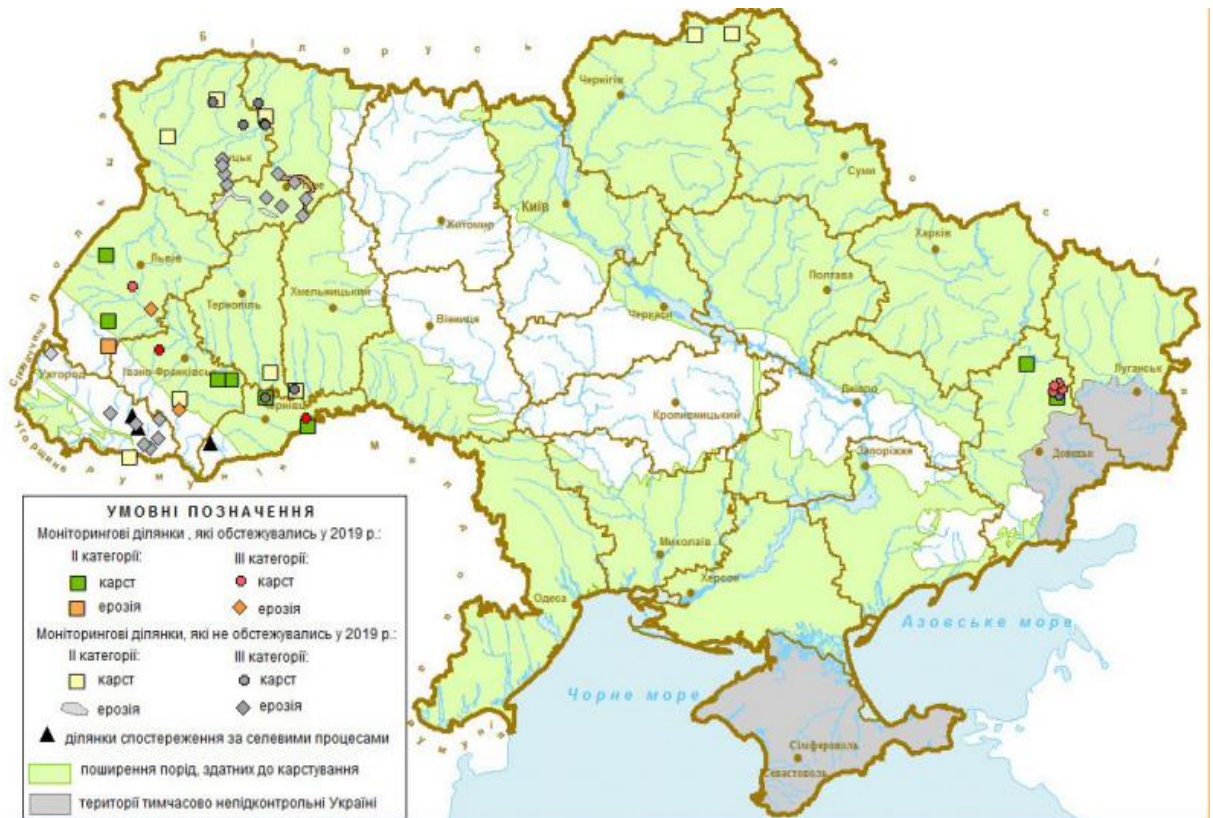 Білорусь
Чернігів
Суми
Київ
Житомир
Львів
Тернопіль
Хмельницький
Вінниця
Черкаси
Полтава
Харків
Луганськ
Ужгород
Івано-Франківськ
Кропивницький
Дніпро
Запоріжжя
Донецьк
Угорщина
Миколаїв
Херсон
Одеса
Азовське море
Чорне море
Сімферополь
Севастополь
УМОВНІ ПОЗНАЧЕННЯ
Моніторингові ділянки , які обстежувались у 2019 р.:
ІІ категорії: ІІІ категорії:
карст карст
ерозія ерозія
Моніторингові ділянки, які не обстежувались у 2019 р.:
ІІ категорії: ІІІ категорії:
карст карст
ерозія ерозія
ділянки спостереження за селевими процесами
поширення порід, здатних до карстування
території тимчасово непідконтрольні Україні